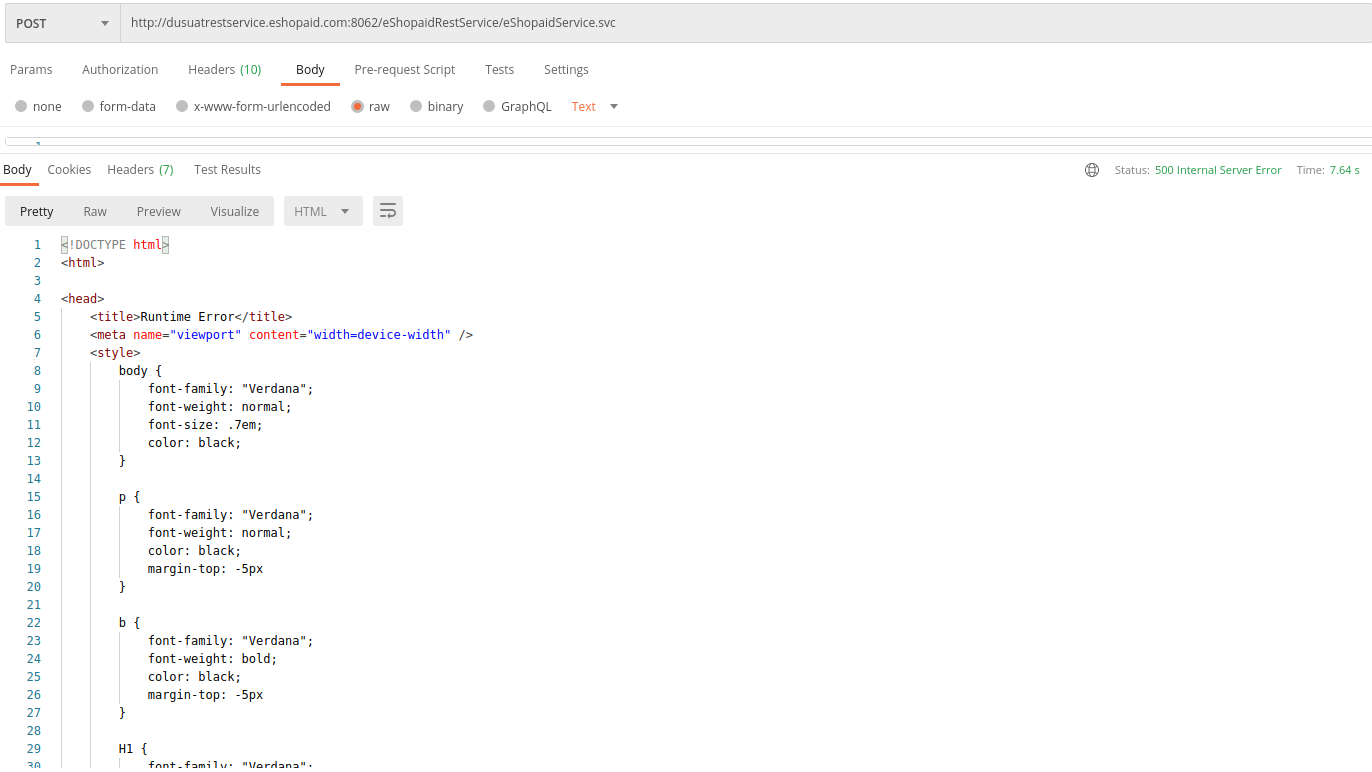 POST http://dusuatrestservice.eshopaid.com:8062/eShopaidRestService/eShopaidService.svc
Params Authorization Headers (10) Body Pre-request Script Tests Settings
none form-data x-www-form-urlencoded raw binary GraphQL Text
1
Body Cookies Headers (7) Test Results Status: 500 Internal Server Error Time: 7.64 s
Pretty Raw Preview Visualize HTML
1 <!DOCTYPE html>
2 <html>
3
4 <head>
5 <title>Runtime Error</title>
6 <meta name="viewport" content="width=device-width" />
7 <style>
8 body {
9 font-family: "Verdana";
10 font-weight: normal;
11 font-size: .7em;
12 color: black;
13 }
14
15 p {
16 font-family: "Verdana";
17 font-weight: normal;
18 color: black;
19 margin-top: -5px
20 }
21
22 b {
23 font-family: "Verdana";
24 font-weight: bold;
25 color: black;
26 margin-top: -5px
27 }
28
29 H1 {
30 font-family: "Verdana";